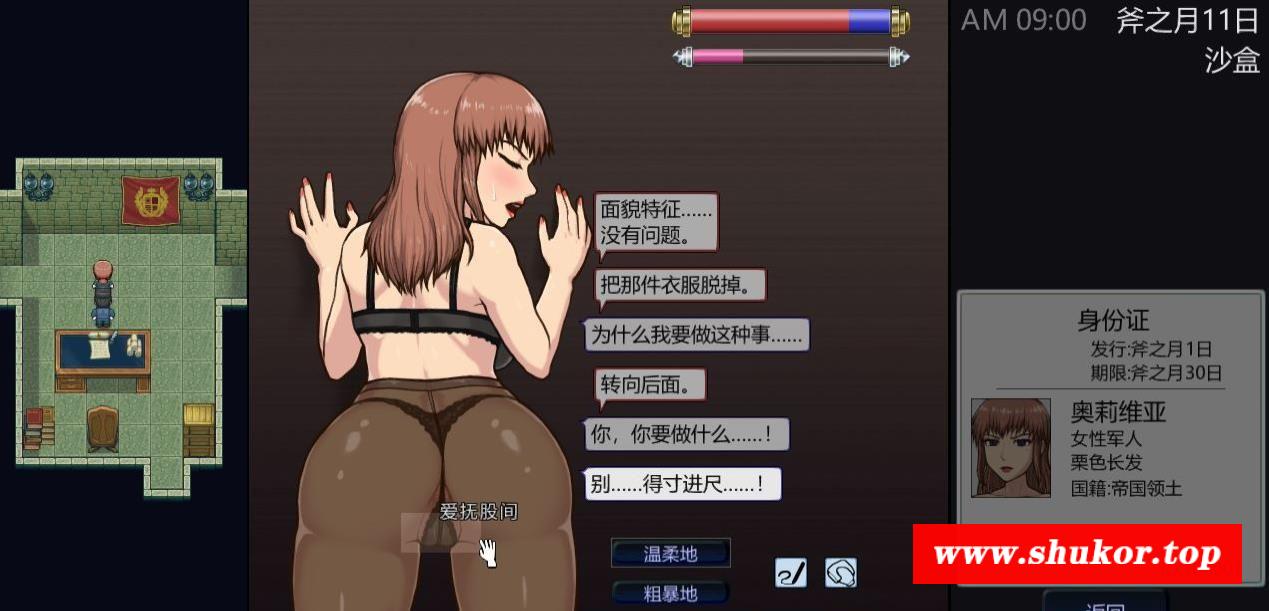 AM 09:00 斧之月11日
沙盒
面貌特征......
没有问题。
把那件衣服脱掉。
为什么我要做这种事......
转向后面。
你，你要做什么......！
别......得寸进尺......！
爱抚股间
温柔地
粗暴地
身份证
发行:斧之月1日
期限:斧之月30日
奥莉维亚
女性军人
栗色长发
国籍:帝国领土
www.shukor.top
返回